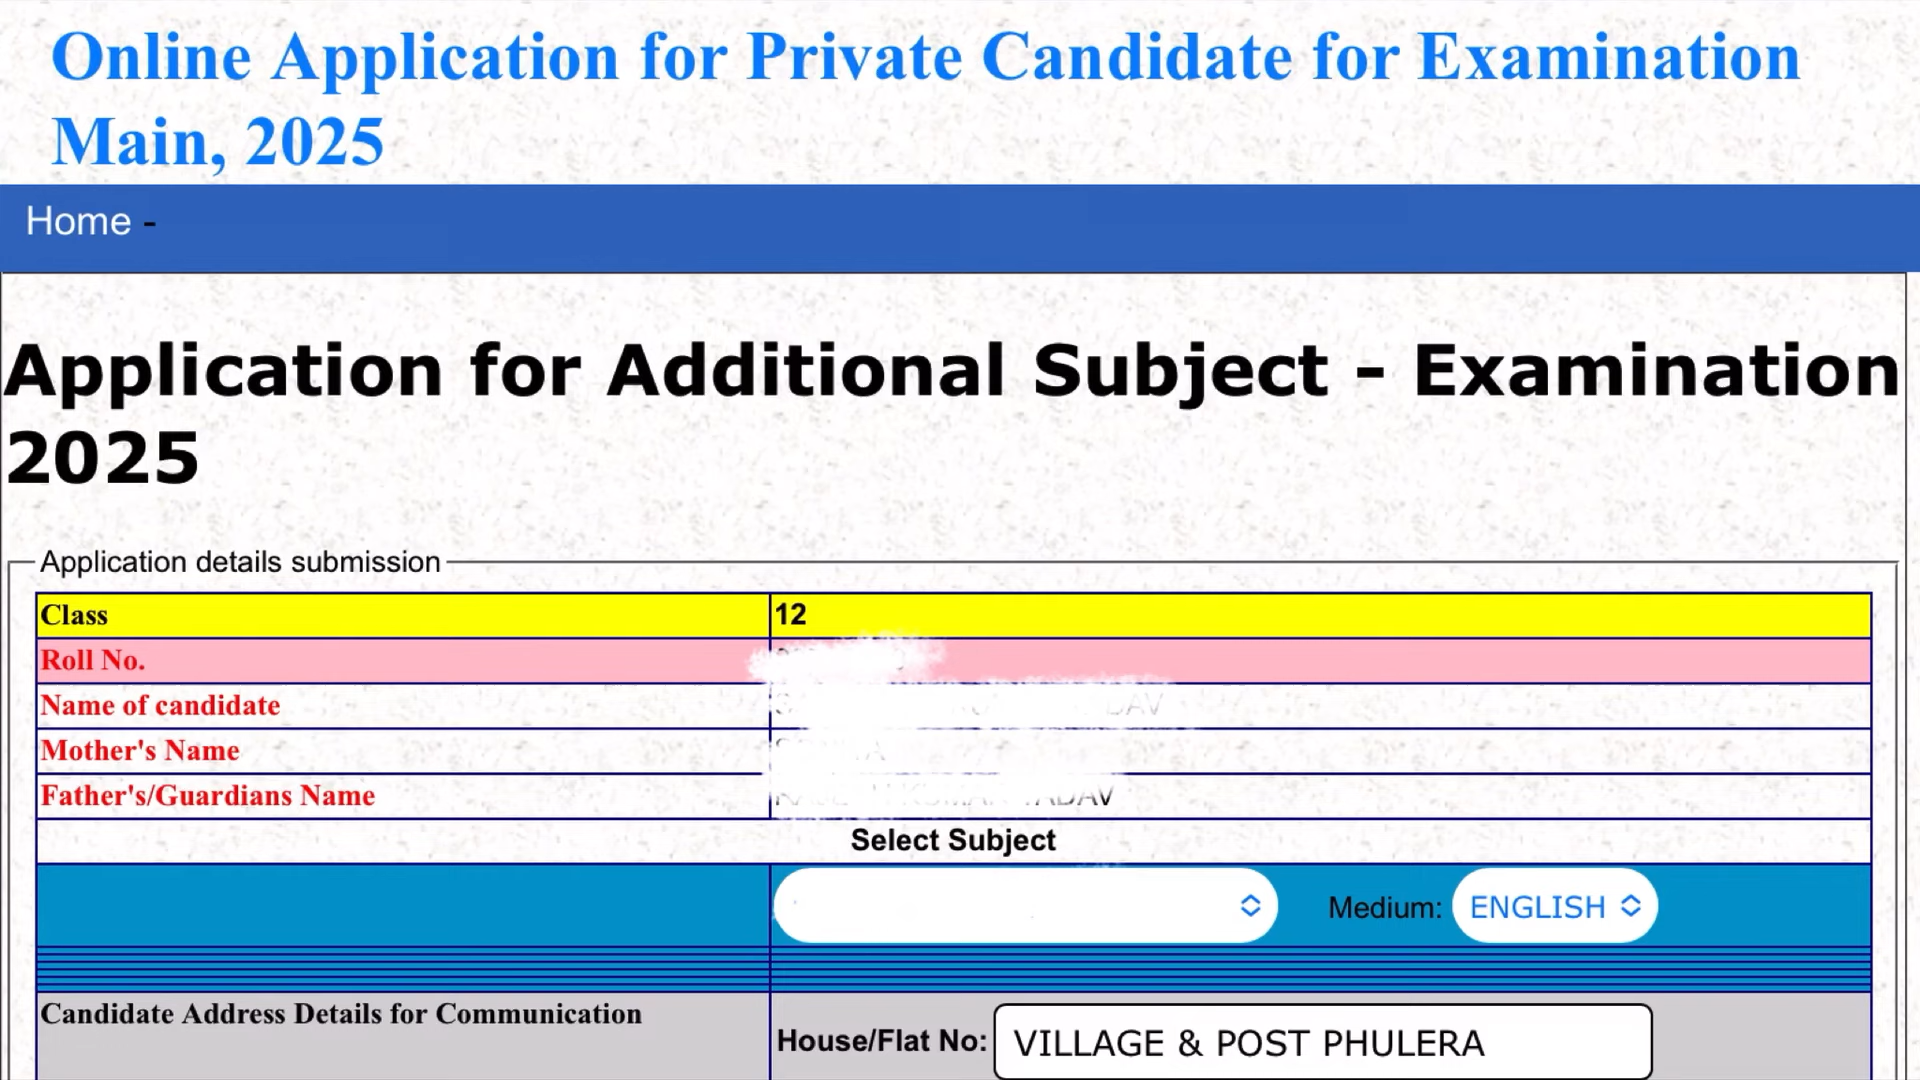 Online Application for Private Candidate for Examination
Main, 2025
Home -
Application for Additional Subject - Examination
2025
Application details submission
Class 12
Roll No.
Name of candidate
Mother's Name
Father's/Guardians Name YADAV
Select Subject
Medium: ENGLISH
Candidate Address Details for Communication
House/Flat No: VILLAGE & POST PHULERA